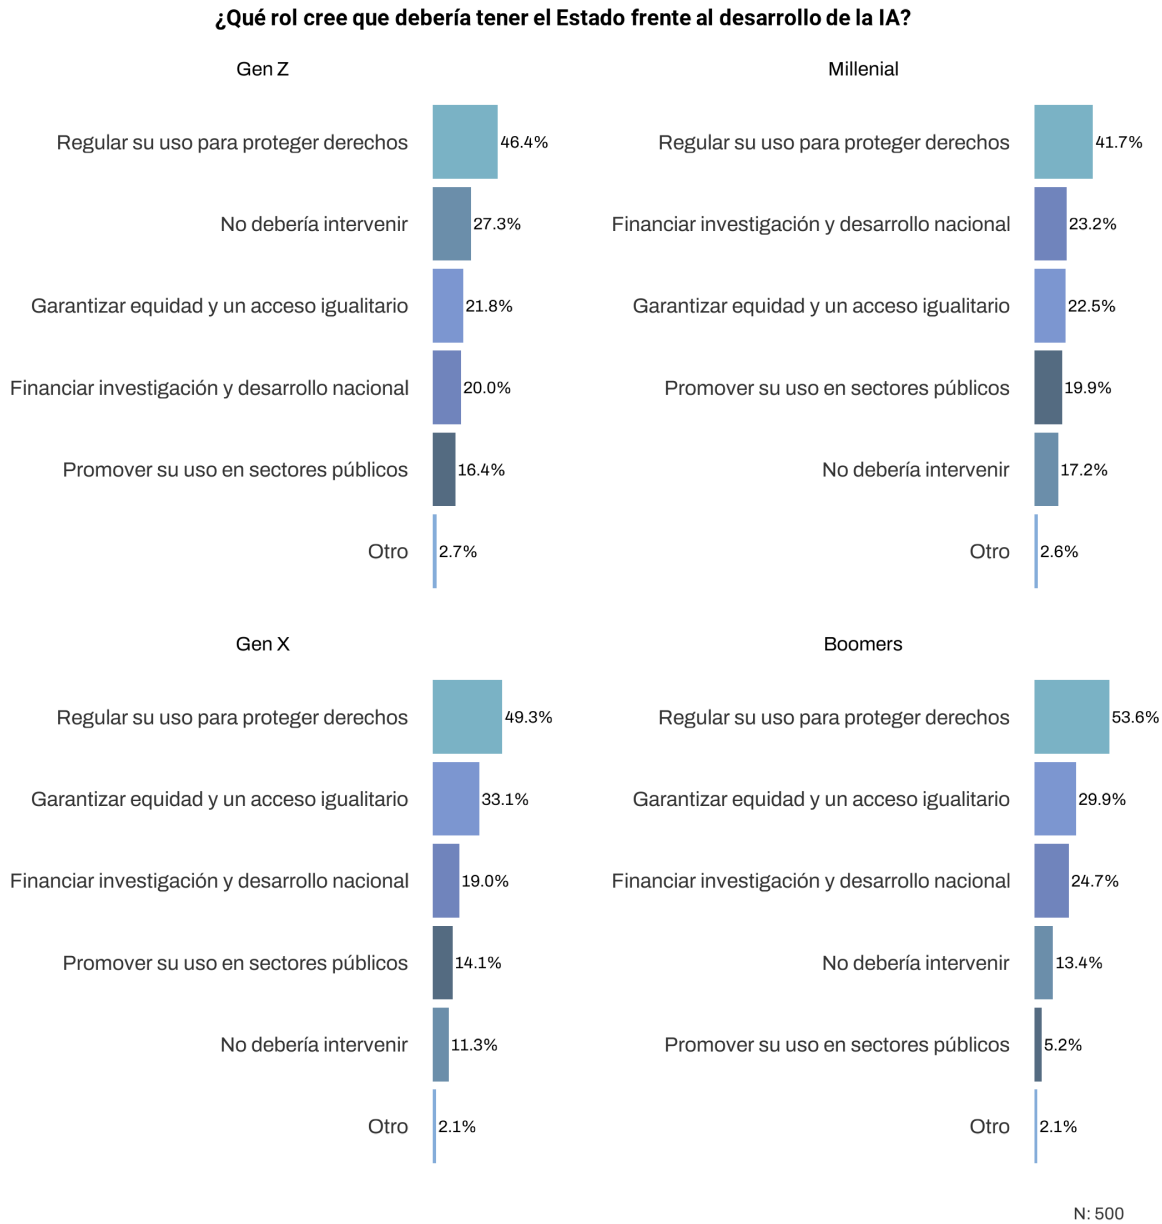 ¿Qué rol cree que debería tener el Estado frente al desarrollo de la IA?
Gen Z
Regular su uso para proteger derechos 46.4%
No debería intervenir 27.3%
Garantizar equidad y un acceso igualitario 21.8%
Financiar investigación y desarrollo nacional 20.0%
Promover su uso en sectores públicos 16.4%
Otro 2.7%
Millenial
Regular su uso para proteger derechos 41.7%
Financiar investigación y desarrollo nacional 23.2%
Garantizar equidad y un acceso igualitario 22.5%
Promover su uso en sectores públicos 19.9%
No debería intervenir 17.2%
Otro 2.6%
Gen X
Regular su uso para proteger derechos 49.3%
Garantizar equidad y un acceso igualitario 33.1%
Financiar investigación y desarrollo nacional 19.0%
Promover su uso en sectores públicos 14.1%
No debería intervenir 11.3%
Otro 2.1%
Boomers
Regular su uso para proteger derechos 53.6%
Garantizar equidad y un acceso igualitario 29.9%
Financiar investigación y desarrollo nacional 24.7%
No debería intervenir 13.4%
Promover su uso en sectores públicos 5.2%
Otro 2.1%
N: 500